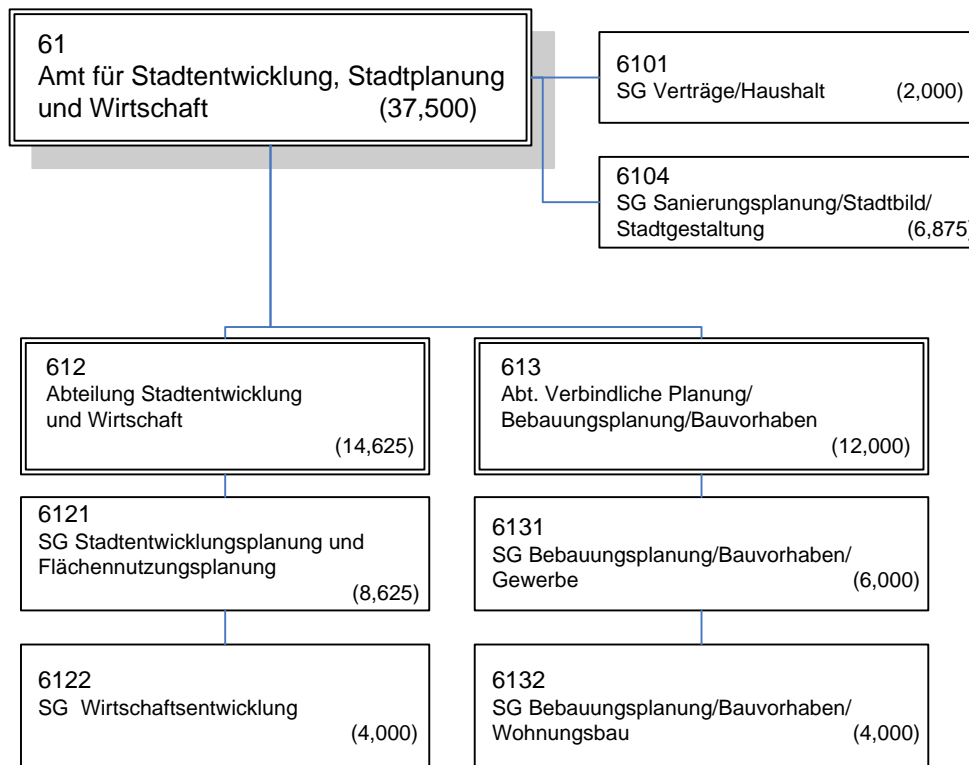 61
Amt für Stadtentwicklung, Stadtplanung
und Wirtschaft (37,500)
6101
SG Verträge/Haushalt (2,000)
6104
SG Sanierungsplanung/Stadtbild/
Stadtgestaltung (6,875)
612
Abteilung Stadtentwicklung
und Wirtschaft
(14,625)
613
Abt. Verbindliche Planung/
Bebauungsplanung/Bauvorhaben
(12,000)
6121
SG Stadtentwicklungsplanung und
Flächennutzungsplanung
(8,625)
6131
SG Bebauungsplanung/Bauvorhaben/
Gewerbe (6,000)
6122
SG Wirtschaftsentwicklung
(4,000)
6132
SG Bebauungsplanung/Bauvorhaben/
Wohnungsbau (4,000)